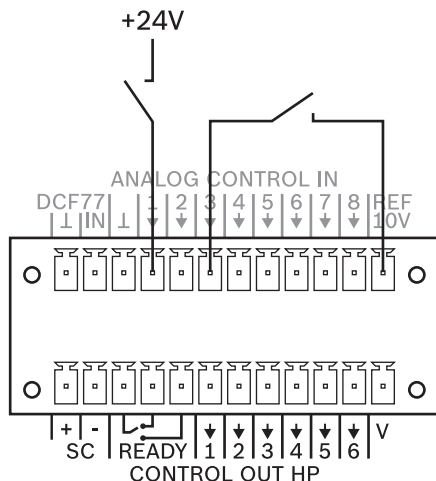 +24V
ANALOG CONTROL IN
DCF77 1 2 3 4 5 6 7 8 REF
⊥ IN ⊥ 10V
+ - 1 2 3 4 5 6 V
SC READY
CONTROL OUT HP